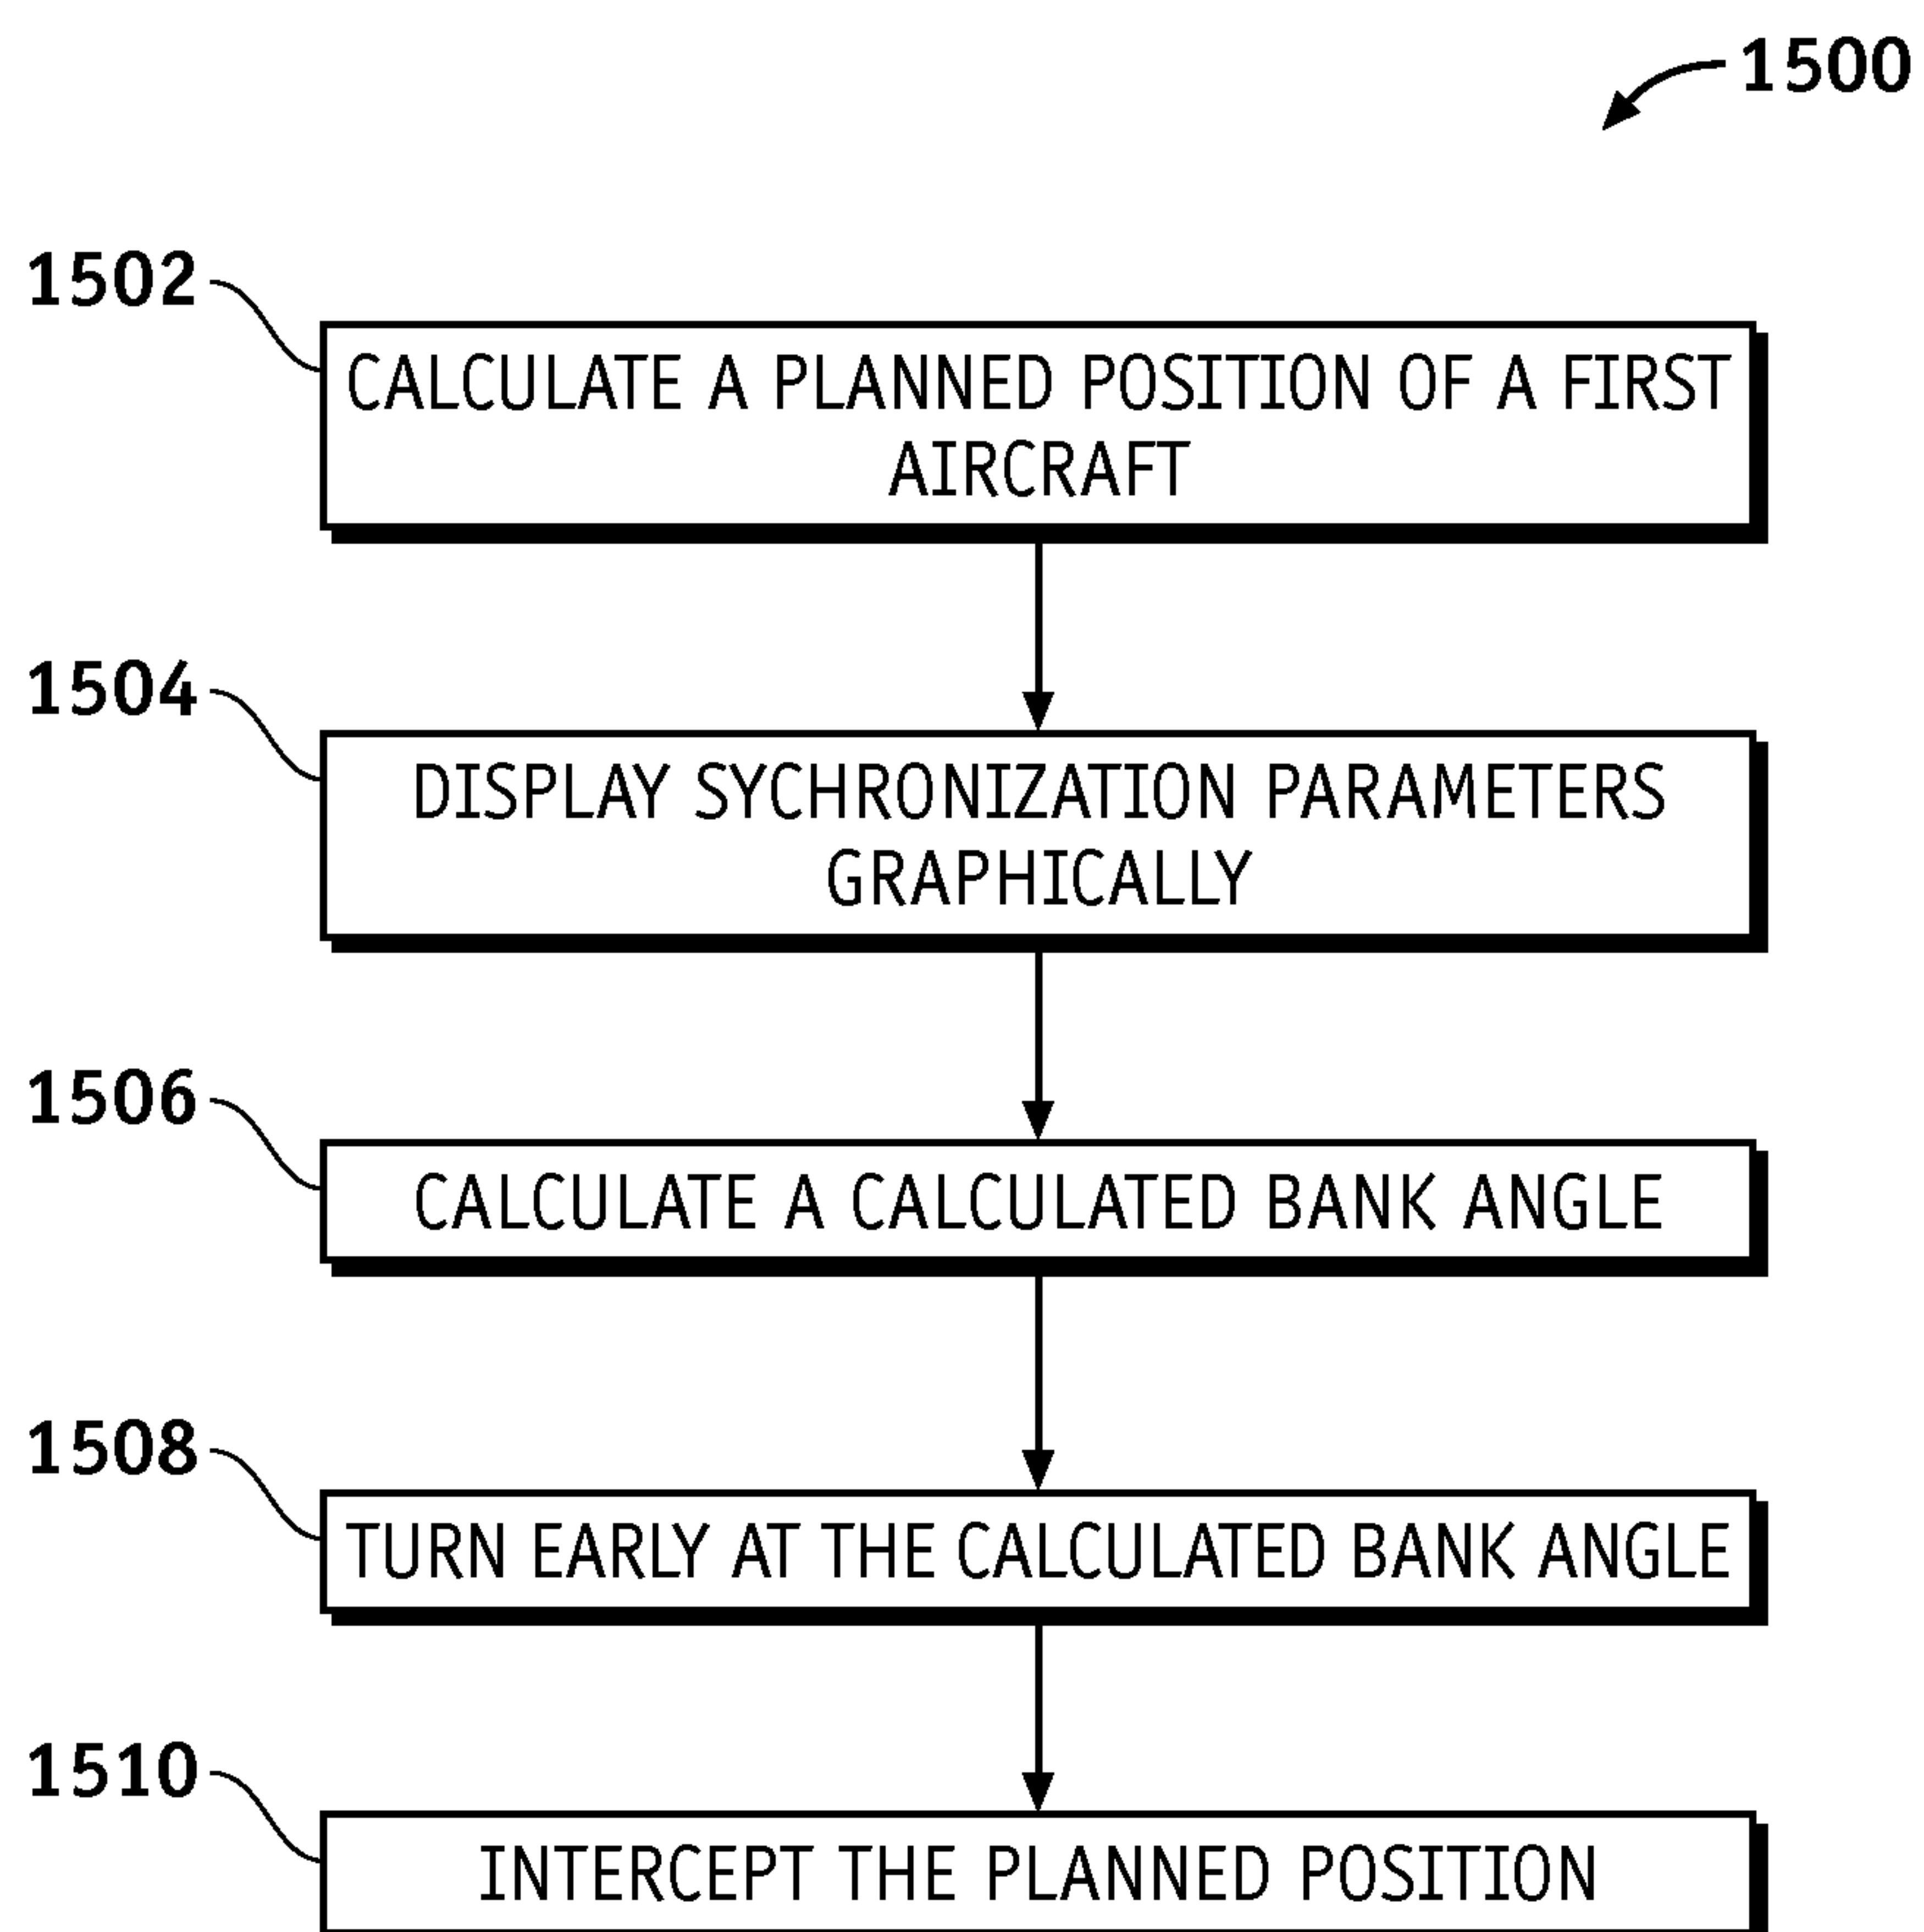 1500
1502
CALCULATE A PLANNED POSITION OF A FIRST
AIRCRAFT
1504
DISPLAY SYCHRONIZATION PARAMETERS
GRAPHICALLY
1506
CALCULATE A CALCULATED BANK ANGLE
1508
TURN EARLY AT THE CALCULATED BANK ANGLE
1510
INTERCEPT THE PLANNED POSITION